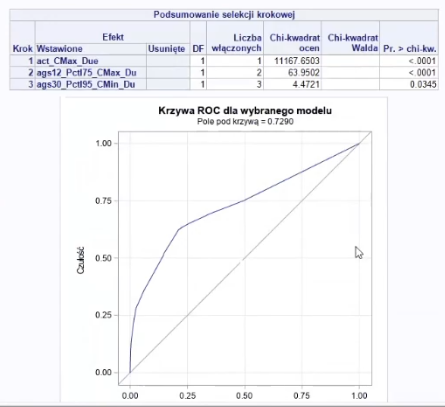 Podsumowanie selekcji krokowej
Krok Efekt Wstawione Usunięte DF Liczba włączonych Chi-kwadrat ocen Chi-kwadrat Walda Pr. > chi-kw.
1 act_CMax_Due 1 1 11167.6503 <.0001
2 ags12_Pctl75_CMax_Du 1 2 63.9502 <.0001
3 ags30_Pctl95_CMin_Du 1 3 4.4721 0.0345
Krzywa ROC dla wybranego modelu
Pole pod krzywą = 0.7290
1.00
0.75
0.50
0.25
0.00
Czułość
0.00 0.25 0.50 0.75 1.00